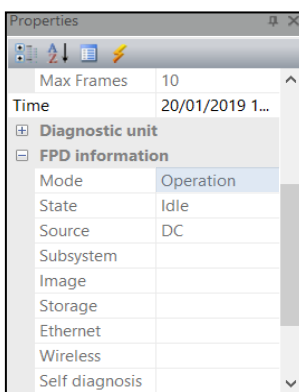 Properties
Max Frames 10
Time 20/01/2019 1...
Diagnostic unit
FPD information
Mode Operation
State Idle
Source DC
Subsystem
Image
Storage
Ethernet
Wireless
Self diagnosis